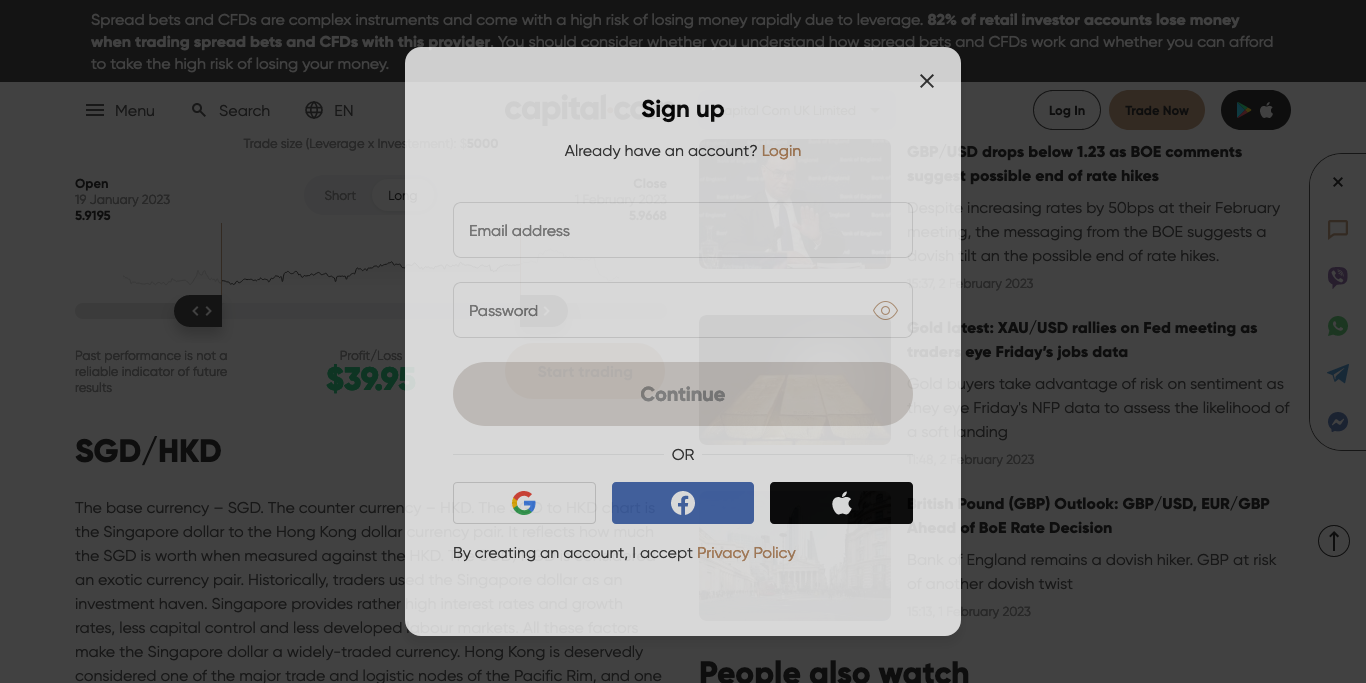 Spread bets and CFDs are complex instruments and come with a high risk of losing money rapidly due to leverage. 82% of retail investor accounts lose money
when trading spread bets and CFDs with this provider. You should consider whether you understand how spread bets and CFDs work and whether you can afford
to take the high risk of losing your money.
Menu
Search
EN
capital.co
Capital Com UK Limited
Log In
Trade Now
Sign up
Already have an account? Login
Email address
Password
Continue
OR
By creating an account, I accept Privacy Policy
Trade size (Leverage x Investement): 15000
Open
19 January 2023
5.9195
Short
Long
Close
February 2023
5.9668
Past performance is not a
reliable indicator of future
results
Profit/Loss
$39.95
Start trading
SGD/HKD
The base currency – SGD. The counter currency – HKD. The SGD to HKD chart is
the Singapore dollar to the Hong Kong dollar currency pair. It reflects how much
the SGD is worth when measured against the HKD.
an exotic currency pair. Historically, traders used the Singapore dollar as an
investment haven. Singapore provides rather high interest rates and growth
rates, less capital control and less developed labour markets. All these factors
make the Singapore dollar a widely-traded currency. Hong Kong is deservedly
considered one of the major trade and logistic nodes of the Pacific Rim, and one
GBP/USD drops below 1.23 as BOE comments
suggest possible end of rate hikes
Despite increasing rates by 50bps at their February
meeting, the messaging from the BOE suggests a
dovish tilt an the possible end of rate hikes.
2 February 2023
Gold latest: XAU/USD rallies on Fed meeting as
traders eye Friday’s jobs data
Gold buyers take advantage of risk on sentiment as
they eye Friday's NFP data to assess the likelihood of
a soft landing
2 February 2023
British Pound (GBP) Outlook: GBP/USD, EUR/GBP
Ahead of BoE Rate Decision
Bank of England remains a dovish hiker. GBP at risk
of another dovish twist
February 2023
People also watch